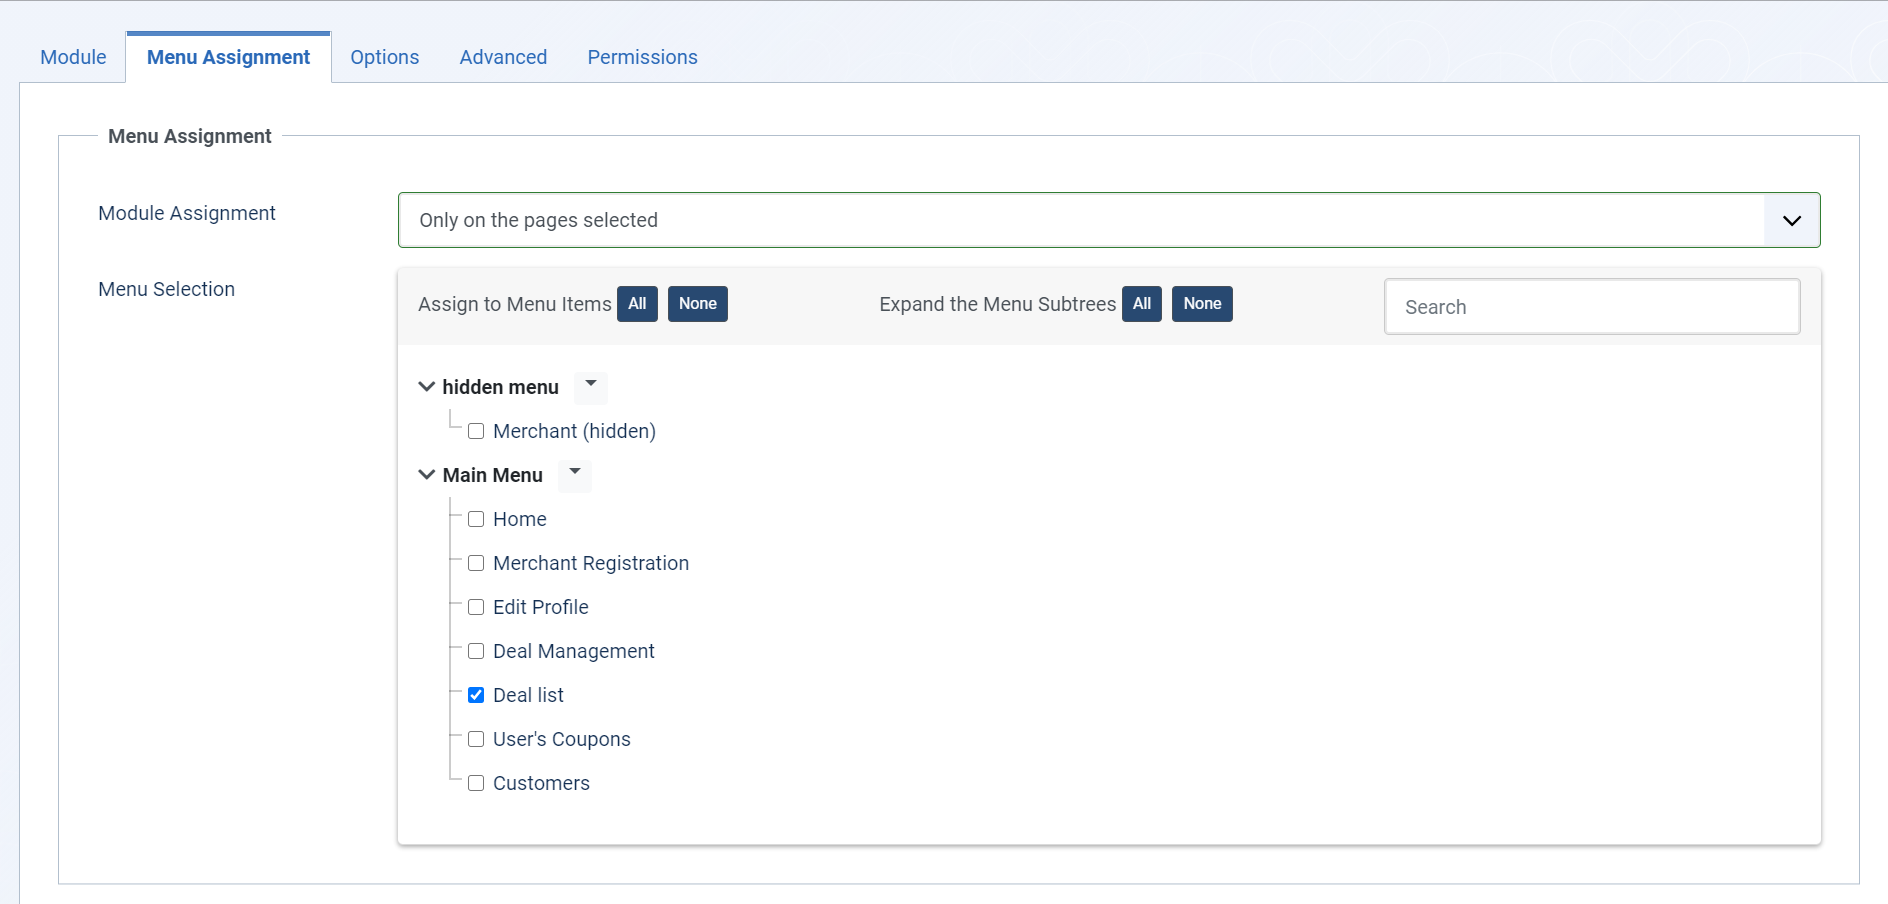 Module Menu Assignment Options Advanced Permissions
Menu Assignment
Module Assignment
Only on the pages selected
Menu Selection
Assign to Menu Items All None Expand the Menu Subtrees All None Search
hidden menu
Merchant (hidden)
Main Menu
Home
Merchant Registration
Edit Profile
Deal Management
Deal list
User's Coupons
Customers